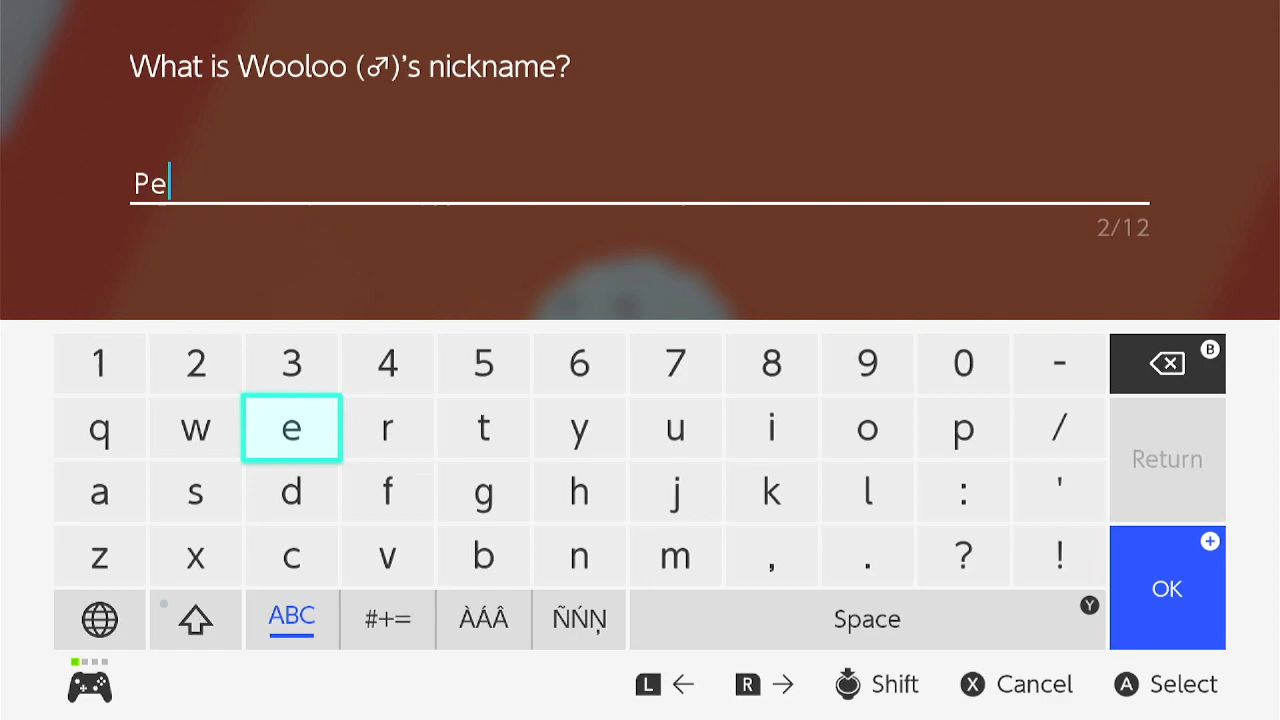 What is Wooloo (♂)'s nickname?
Pe
2/12
1 2 3 4 5 6 7 8 9 0 - B
q w e r t y u i o p / Return
a s d f g h j k l : '
z x c v b n m , . ? ! + OK
ABC #+= ÀÁÂ ÑŃŅ Space Y
L ← R → Shift X Cancel A Select